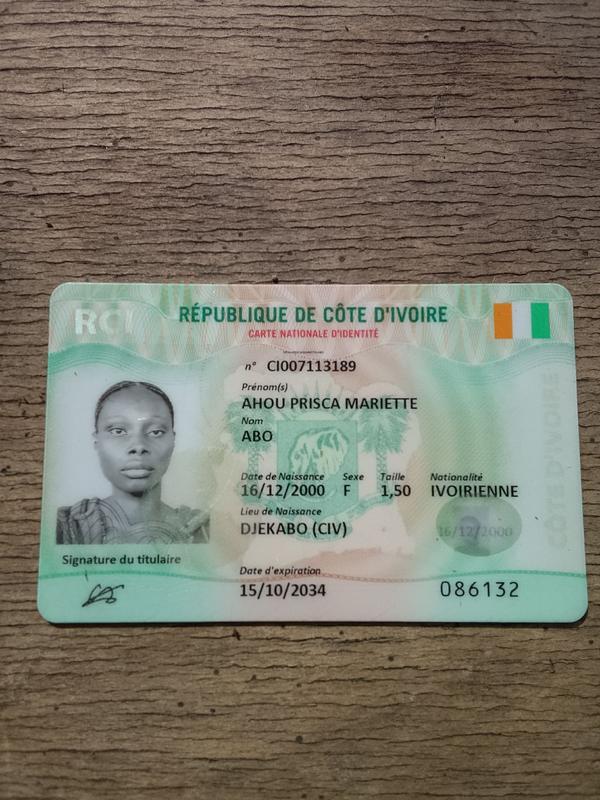 RCI
RÉPUBLIQUE DE CÔTE D'IVOIRE
CARTE NATIONALE D'IDENTITÉ
n° CI007113189
Prénom(s)
AHOU PRISCA MARIETTE
Nom
ABO
Date de Naissance Sexe Taille Nationalité
16/12/2000 F 1,50 IVOIRIENNE
Lieu de Naissance
DJEKABO (CIV)
16/12/2000
CÔTE D'IVOIRE
Signature du titulaire
Date d'expiration
15/10/2034
086132